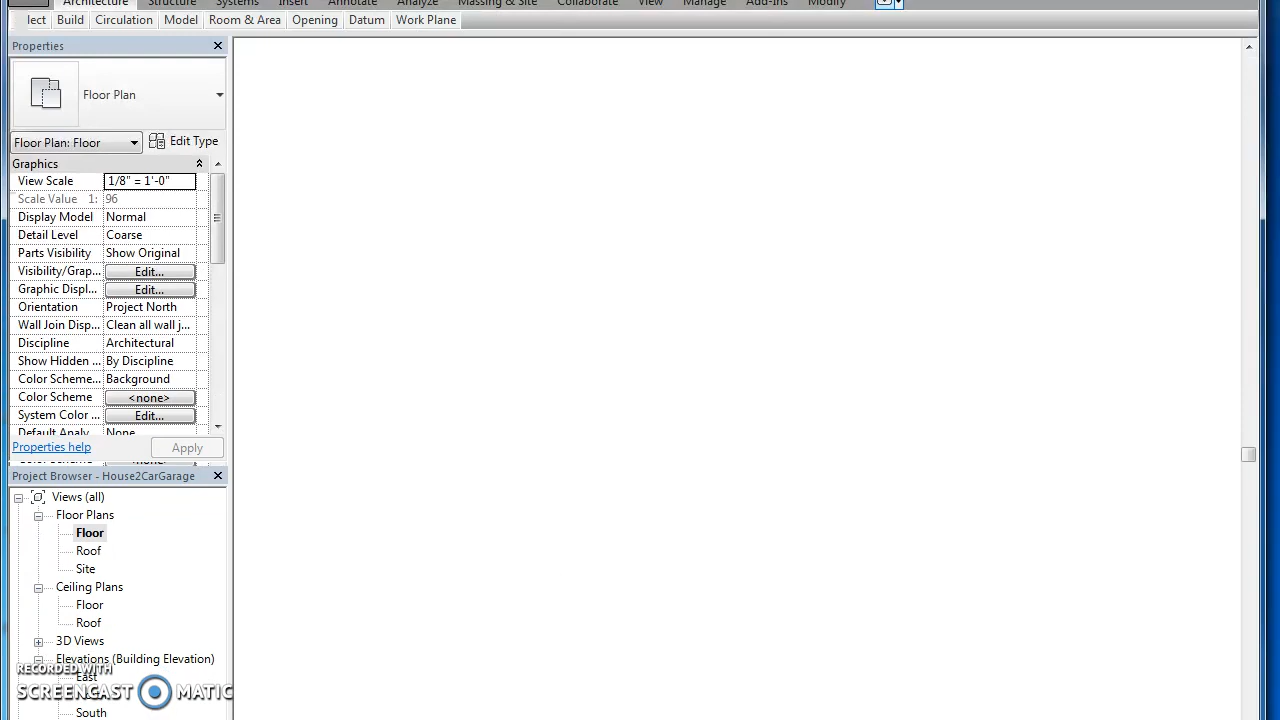 Architecture Structure Systems Insert Annotate Analyze Massing & Site Collaborate View Manage Add-Ins Modify
lect Build Circulation Model Room & Area Opening Datum Work Plane
Properties
Floor Plan
Floor Plan: Floor Edit Type
Graphics
View Scale 1/8" = 1'-0"
Scale Value 1: 96
Display Model Normal
Detail Level Coarse
Parts Visibility Show Original
Visibility/Grap... Edit...
Graphic Displ... Edit...
Orientation Project North
Wall Join Disp... Clean all wall j...
Discipline Architectural
Show Hidden ... By Discipline
Color Scheme... Background
Color Scheme <none>
System Color ... Edit...
Default Analy None
Properties help Apply
Project Browser - House2CarGarage
Views (all)
Floor Plans
Floor
Roof
Site
Ceiling Plans
Floor
Roof
3D Views
Elevations (Building Elevation)
RECORDED WITH
East
SCREENCAST MATIC
South